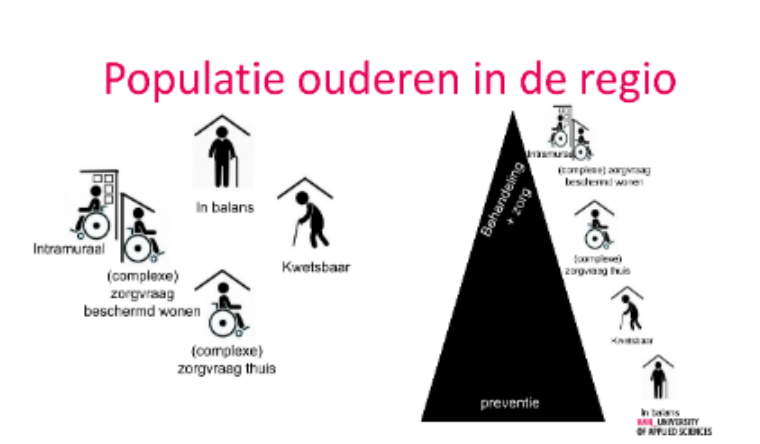 Populatie ouderen in de regio
In balans
Kwetsbaar
Intramuraal
(complexe)
zorgvraag
beschermd wonen
(complexe)
zorgvraag thuis
Behandeling
+ zorg
preventie
Intramuraal
(complexe) zorgvraag
beschermd wonen
(complexe)
zorgvraag thuis
Kwetsbaar
In balans
HAN_UNIVERSITY
OF APPLIED SCIENCES